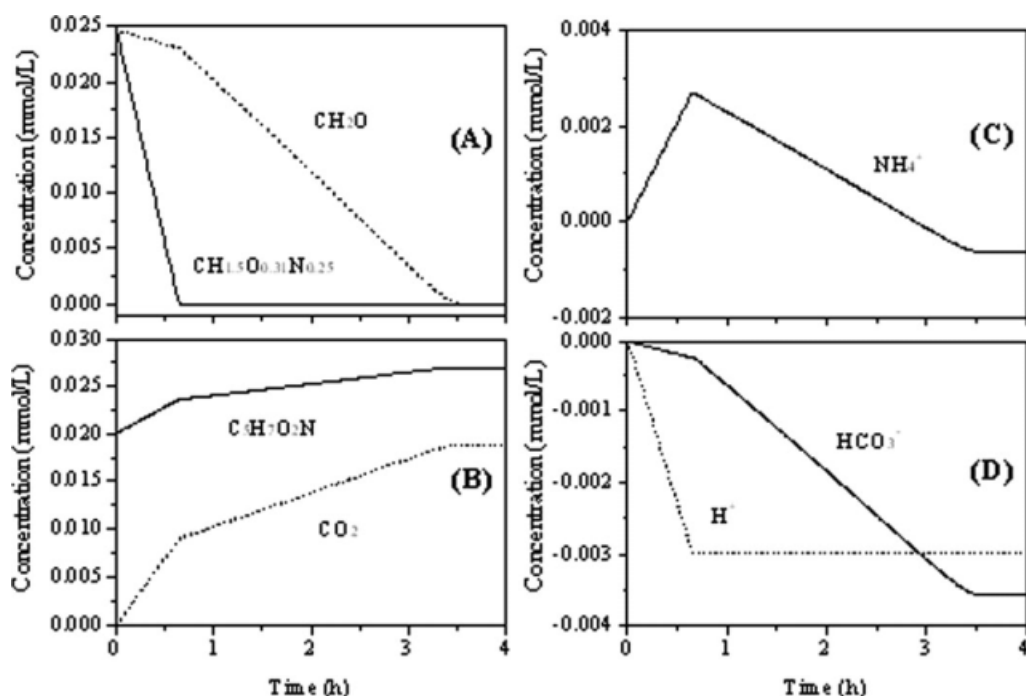 Concentration (mmol/L)
0.025
0.020
0.015
0.010
0.005
0.000
CH₂O
(A)
CH₁.₅O₀.₃₁N₀.₂₅
Concentration (mmol/L)
0.004
0.002
0.000
-0.002
(C)
NH₄⁺
Concentration (mmol/L)
0.030
0.025
0.020
0.015
0.010
0.005
0.000
C₅H₇O₂N
(B)
CO₂
0 1 2 3 4
Time (h)
Concentration (mmol/L)
0.000
-0.001
-0.002
-0.003
-0.004
HCO₃⁻
(D)
H⁺
0 1 2 3 4
Time (h)